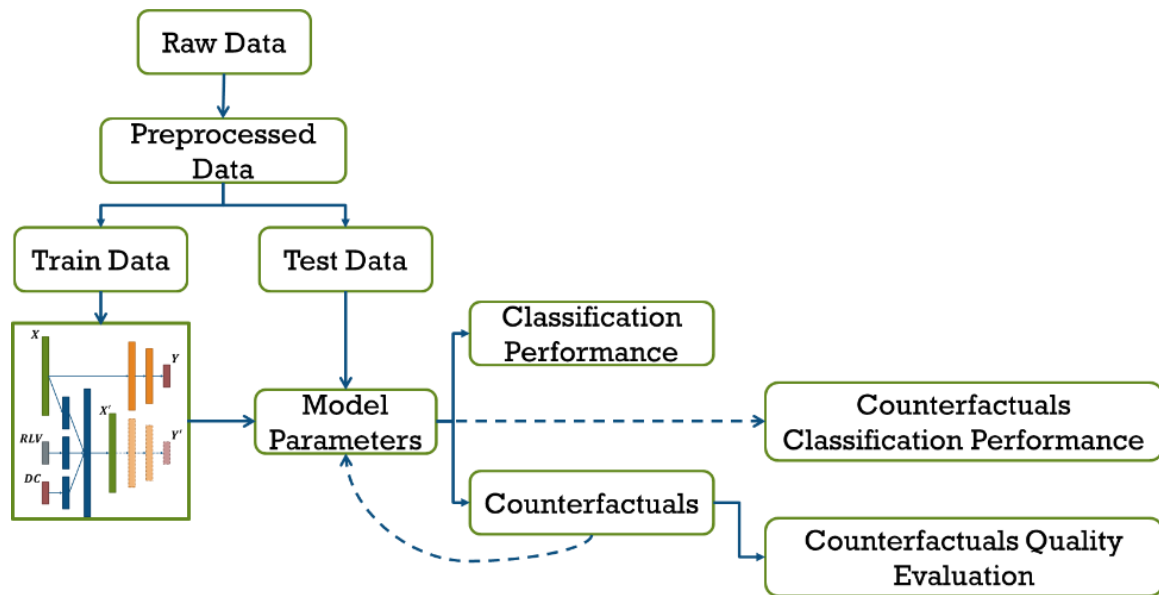 Raw Data
Preprocessed
Data
Train Data
Test Data
X
Y
RLV
X'
Y'
DC
Model
Parameters
Classification
Performance
Counterfactuals
Classification Performance
Counterfactuals
Counterfactuals Quality
Evaluation